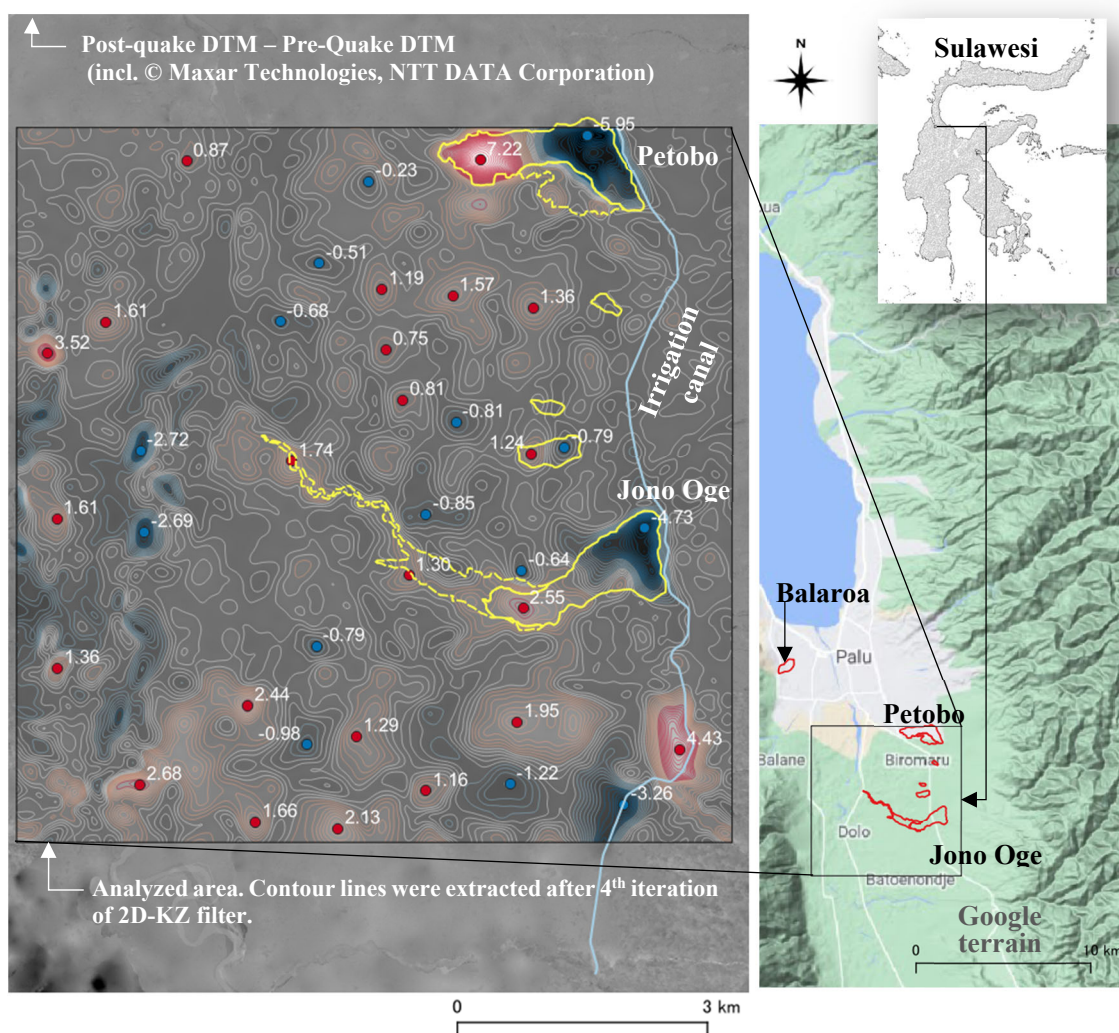 Post-quake DTM – Pre-Quake DTM
(incl. © Maxar Technologies, NTT DATA Corporation)
N
Sulawesi
-5.95
0.87
7.22
Petobo
-0.23
-0.51
1.19
1.57
1.36
1.61
-0.68
3.52
0.75
Irrigation
canal
0.81
-0.81
-2.72
1.74
1.24
0.79
Jono Oge
1.61
-0.85
-4.73
-2.69
-0.64
1.30
2.55
-0.79
1.36
2.44
1.95
-0.98
1.29
4.43
2.68
1.16
-1.22
-3.26
1.66
2.13
Analyzed area. Contour lines were extracted after 4th iteration
of 2D-KZ filter.
0
3 km
ua
Balaroa
Palu
Petobo
Balane
Biromaru
Dolo
Jono Oge
Batoenondje
Google
terrain
0
10 km